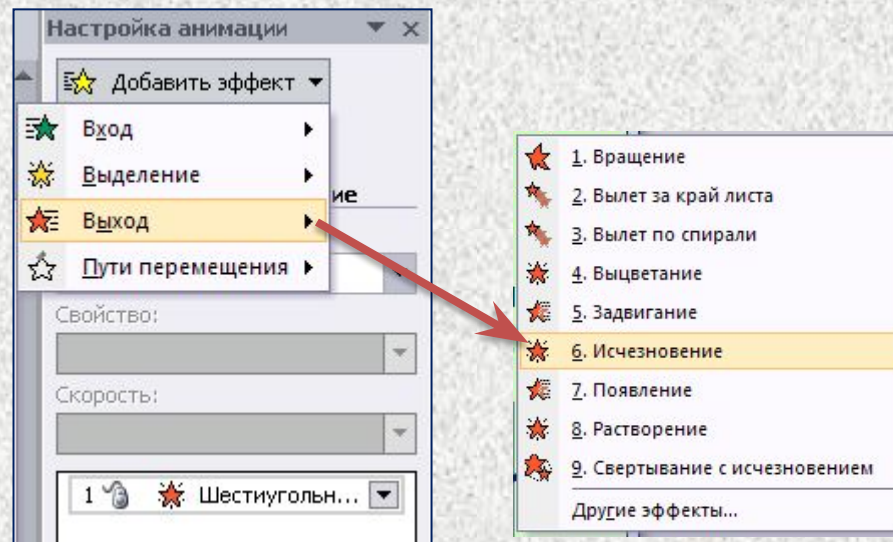 Настройка анимации
Добавить эффект
Вход
Выделение
Выход
Пути перемещения
ие
Свойство:
Скорость:
1 Шестиугольн...
1. Вращение
2. Вылет за край листа
3. Вылет по спирали
4. Выцветание
5. Задвигание
6. Исчезновение
7. Появление
8. Растворение
9. Свертывание с исчезновением
Другие эффекты...